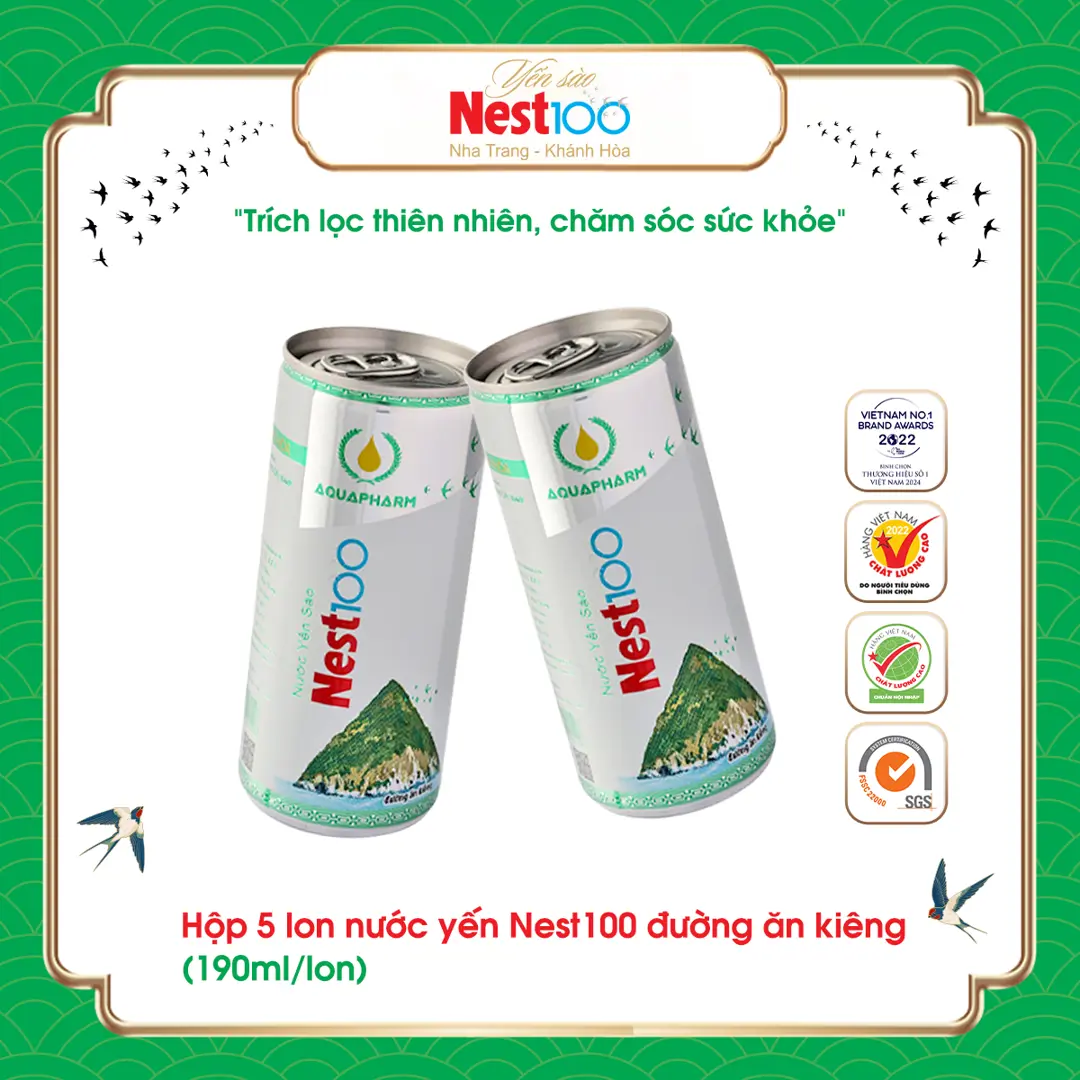 Yến sào
Nest100
Nha Trang - Khánh Hòa
"Trích lọc thiên nhiên, chăm sóc sức khỏe"
AQUAPHARM
Nước Yến Sào
Nest100
đường ăn kiêng
AQUAPHARM
Nước Yến Sào
Nest100
đường ăn kiêng
VIETNAM NO.1
BRAND AWARDS
2022
BÌNH CHỌN
THƯƠNG HIỆU SỐ 1
VIỆT NAM 2024
HÀNG VIỆT NAM
2022
CHẤT LƯỢNG CAO
DO NGƯỜI TIÊU DÙNG
BÌNH CHỌN
HÀNG VIỆT NAM
CHẤT LƯỢNG CAO
CHUẨN HỘI NHẬP
SYSTEM CERTIFICATION
FSSC 22000
SGS
Hộp 5 lon nước yến Nest100 đường ăn kiêng
(190ml/lon)